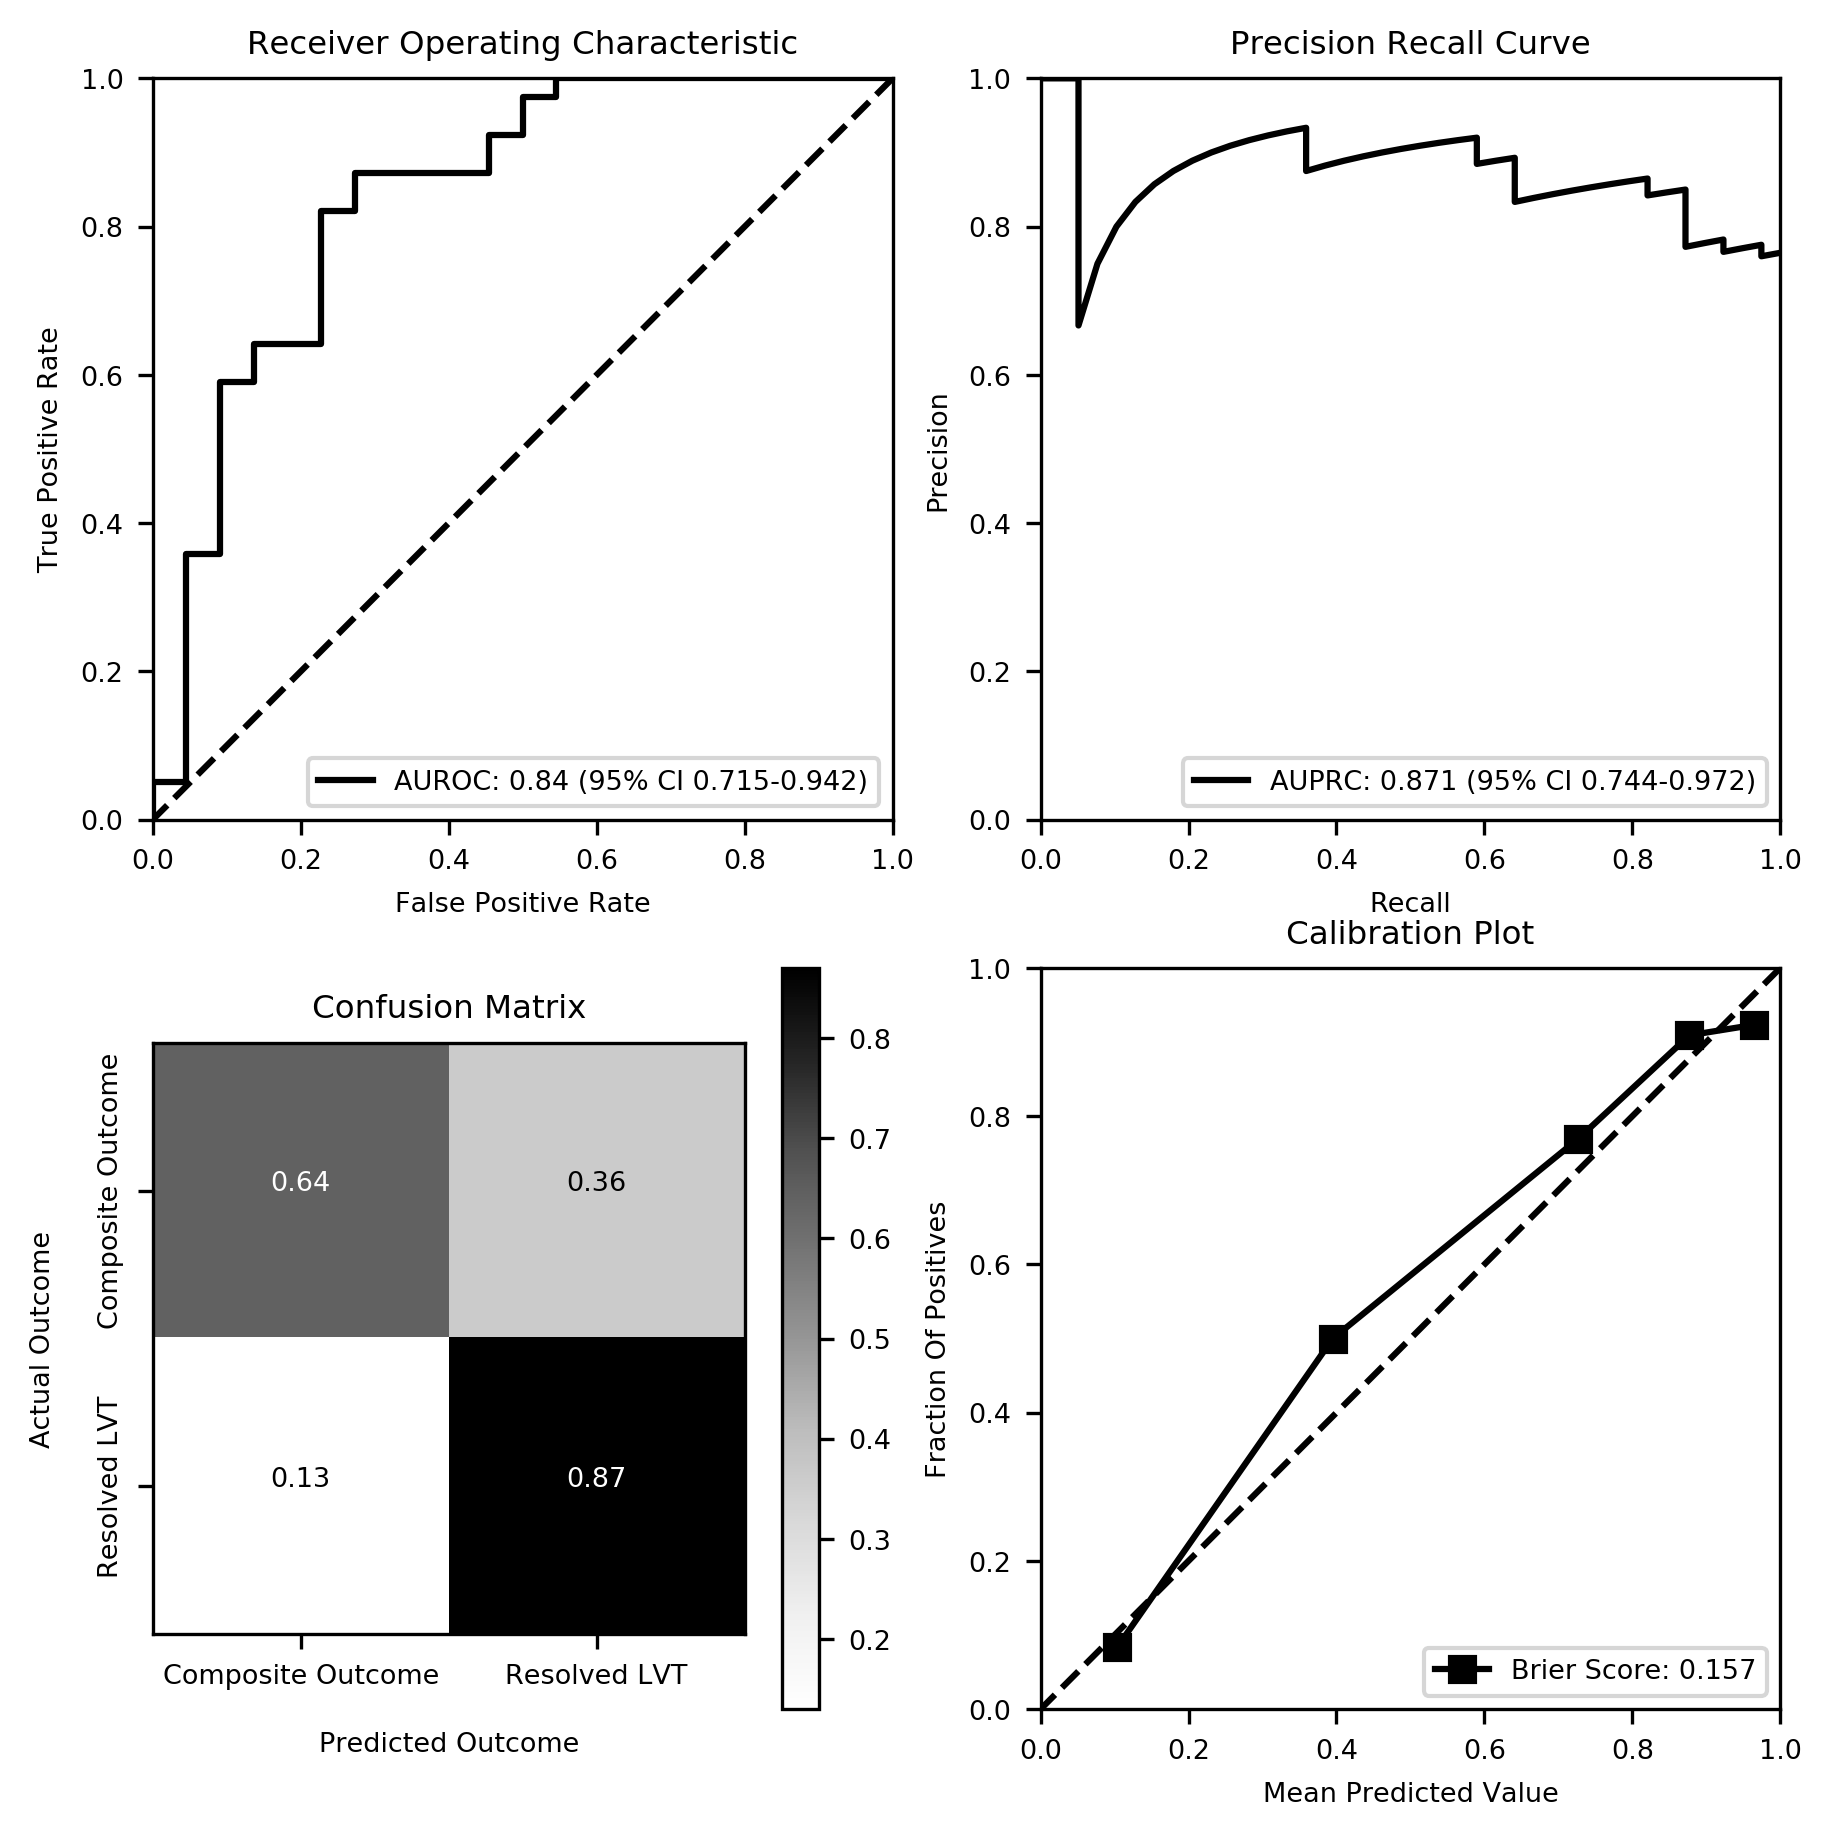 Receiver Operating Characteristic
1.0
0.8
0.6
0.4
0.2
0.0
True Positive Rate
AUROC: 0.84 (95% CI 0.715-0.942)
0.0 0.2 0.4 0.6 0.8 1.0
False Positive Rate
Precision Recall Curve
1.0
0.8
0.6
0.4
0.2
0.0
Precision
AUPRC: 0.871 (95% CI 0.744-0.972)
0.0 0.2 0.4 0.6 0.8 1.0
Recall
Confusion Matrix
Actual Outcome
Composite Outcome
Resolved LVT
0.64 0.36
0.13 0.87
Composite Outcome Resolved LVT
Predicted Outcome
0.8
0.7
0.6
0.5
0.4
0.3
0.2
Calibration Plot
1.0
0.8
0.6
0.4
0.2
0.0
Fraction Of Positives
Brier Score: 0.157
0.0 0.2 0.4 0.6 0.8 1.0
Mean Predicted Value